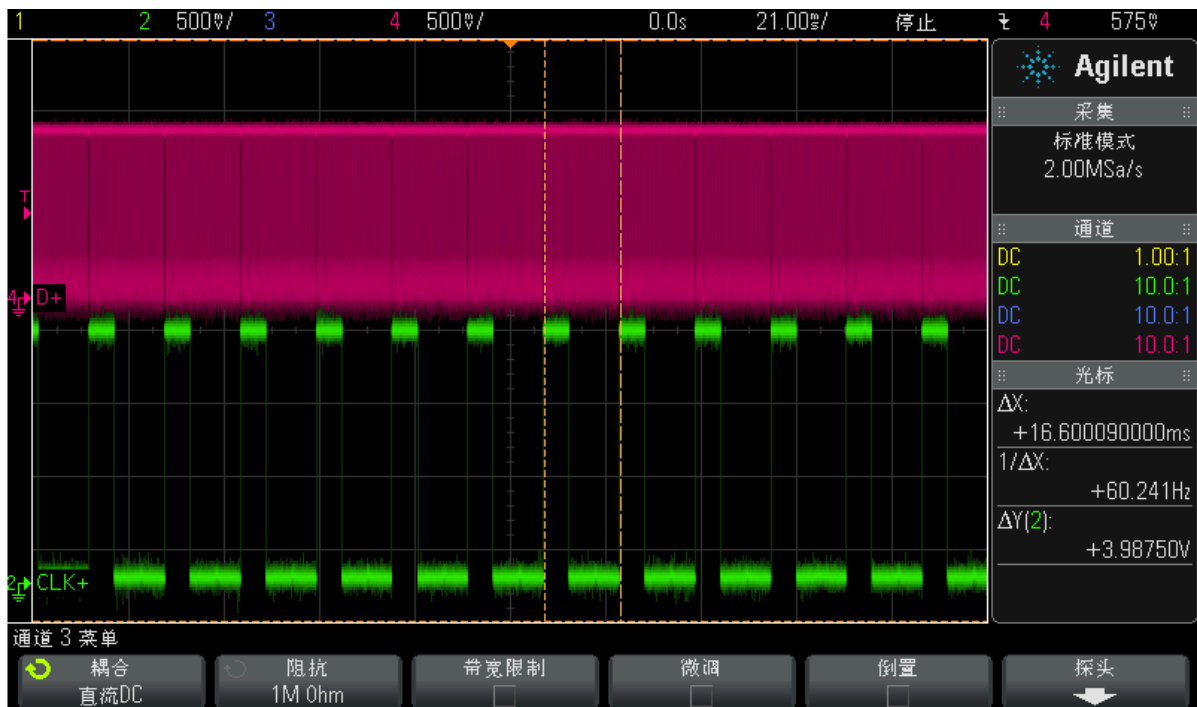 1 2 500mV/ 3 4 500mV/ 0.0s 21.00ms/ 停止 4 575mV
Agilent
采集
标准模式
2.00MSa/s
通道
DC 1.00:1
DC 10.0:1
DC 10.0:1
DC 10.0:1
光标
ΔX:
+16.600090000ms
1/ΔX:
+60.241Hz
ΔY(2):
+3.98750V
T
4 D+
2 CLK+
通道 3 菜单
耦合 阻抗 带宽限制 微调 倒置 探头
直流DC 1M Ohm